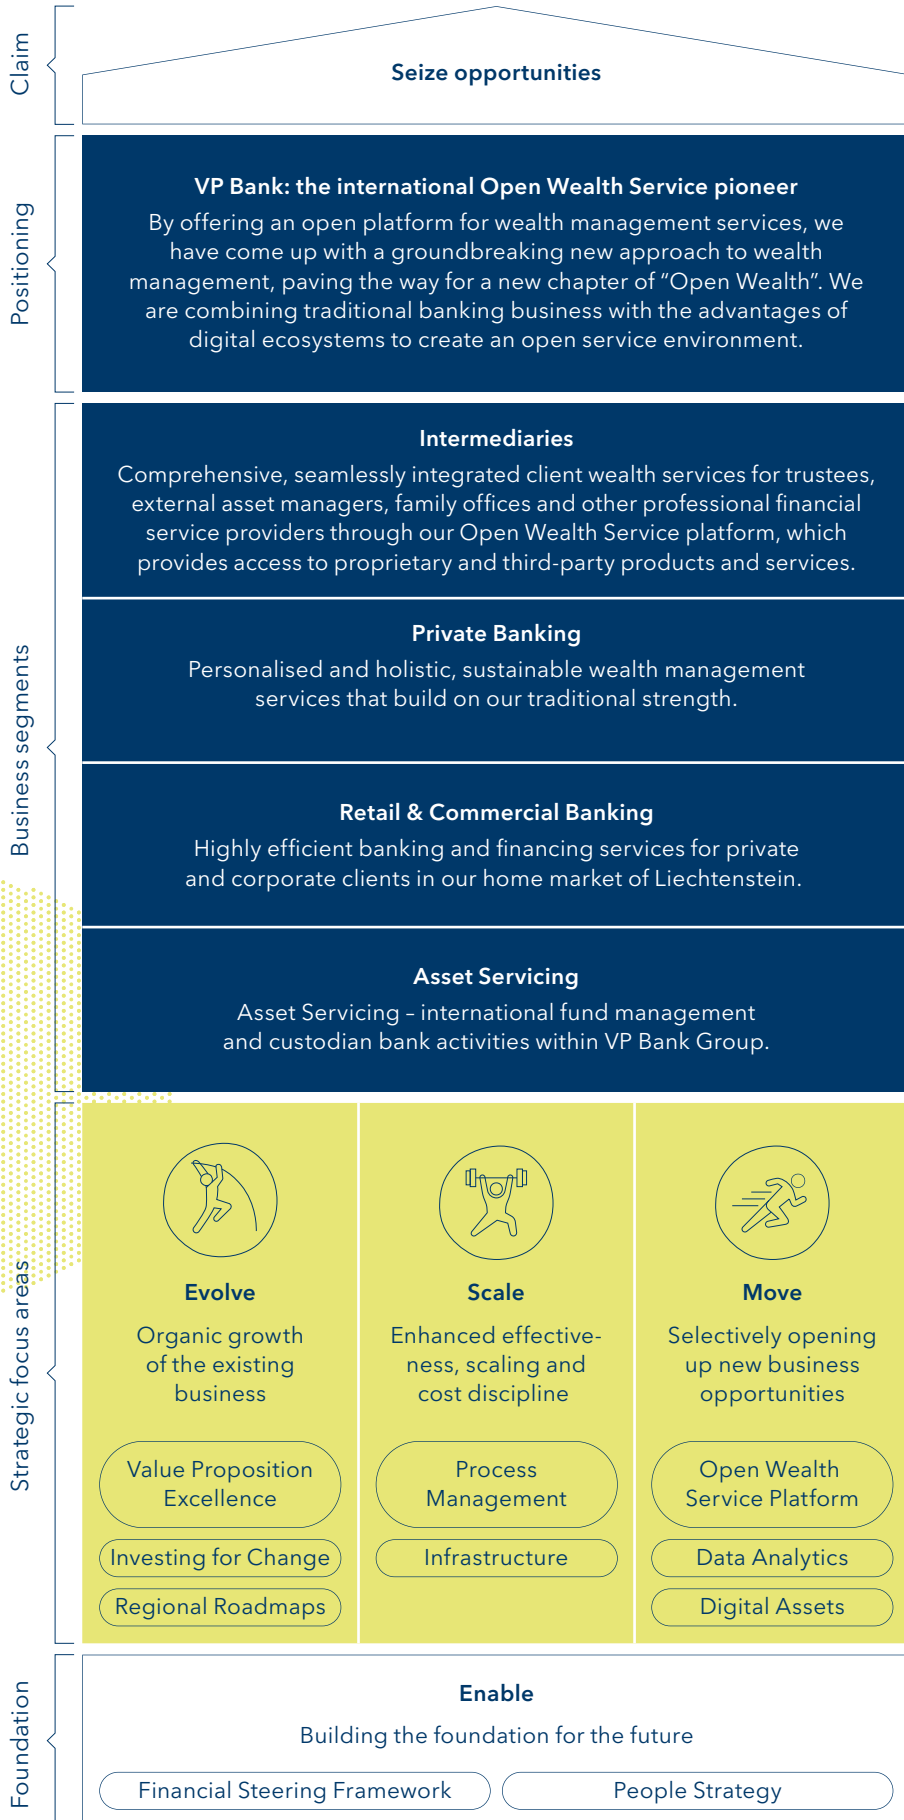 Claim
Seize opportunities
Positioning
VP Bank: the international Open Wealth Service pioneer
By offering an open platform for wealth management services, we
have come up with a groundbreaking new approach to wealth
management, paving the way for a new chapter of “Open Wealth”. We
are combining traditional banking business with the advantages of
digital ecosystems to create an open service environment.
Business segments
Intermediaries
Comprehensive, seamlessly integrated client wealth services for trustees,
external asset managers, family offices and other professional financial
service providers through our Open Wealth Service platform, which
provides access to proprietary and third-party products and services.
Private Banking
Personalised and holistic, sustainable wealth management
services that build on our traditional strength.
Retail & Commercial Banking
Highly efficient banking and financing services for private
and corporate clients in our home market of Liechtenstein.
Asset Servicing
Asset Servicing – international fund management
and custodian bank activities within VP Bank Group.
Strategic focus areas
Evolve
Organic growth
of the existing
business
Value Proposition
Excellence
Investing for Change
Regional Roadmaps
Scale
Enhanced effective-
ness, scaling and
cost discipline
Process
Management
Infrastructure
Move
Selectively opening
up new business
opportunities
Open Wealth
Service Platform
Data Analytics
Digital Assets
Foundation
Enable
Building the foundation for the future
Financial Steering Framework
People Strategy